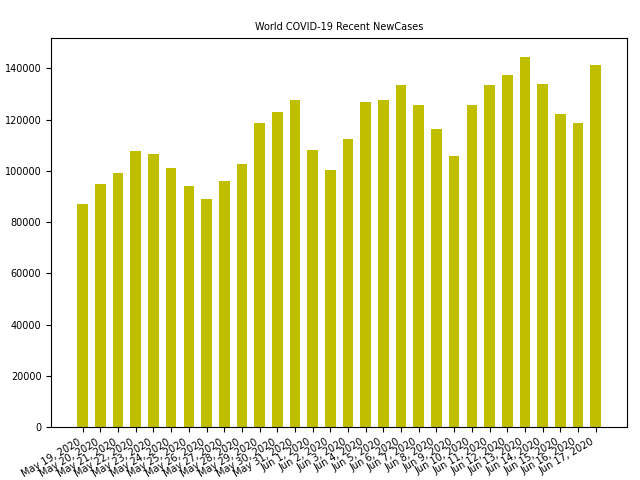 World COVID-19 Recent NewCases
140000
120000
100000
80000
60000
40000
20000
0
May 19, 2020
May 20, 2020
May 21, 2020
May 22, 2020
May 23, 2020
May 24, 2020
May 25, 2020
May 26, 2020
May 27, 2020
May 28, 2020
May 29, 2020
May 30, 2020
May 31, 2020
Jun 1, 2020
Jun 2, 2020
Jun 3, 2020
Jun 4, 2020
Jun 5, 2020
Jun 6, 2020
Jun 7, 2020
Jun 8, 2020
Jun 9, 2020
Jun 10, 2020
Jun 11, 2020
Jun 12, 2020
Jun 13, 2020
Jun 14, 2020
Jun 15, 2020
Jun 16, 2020
Jun 17, 2020